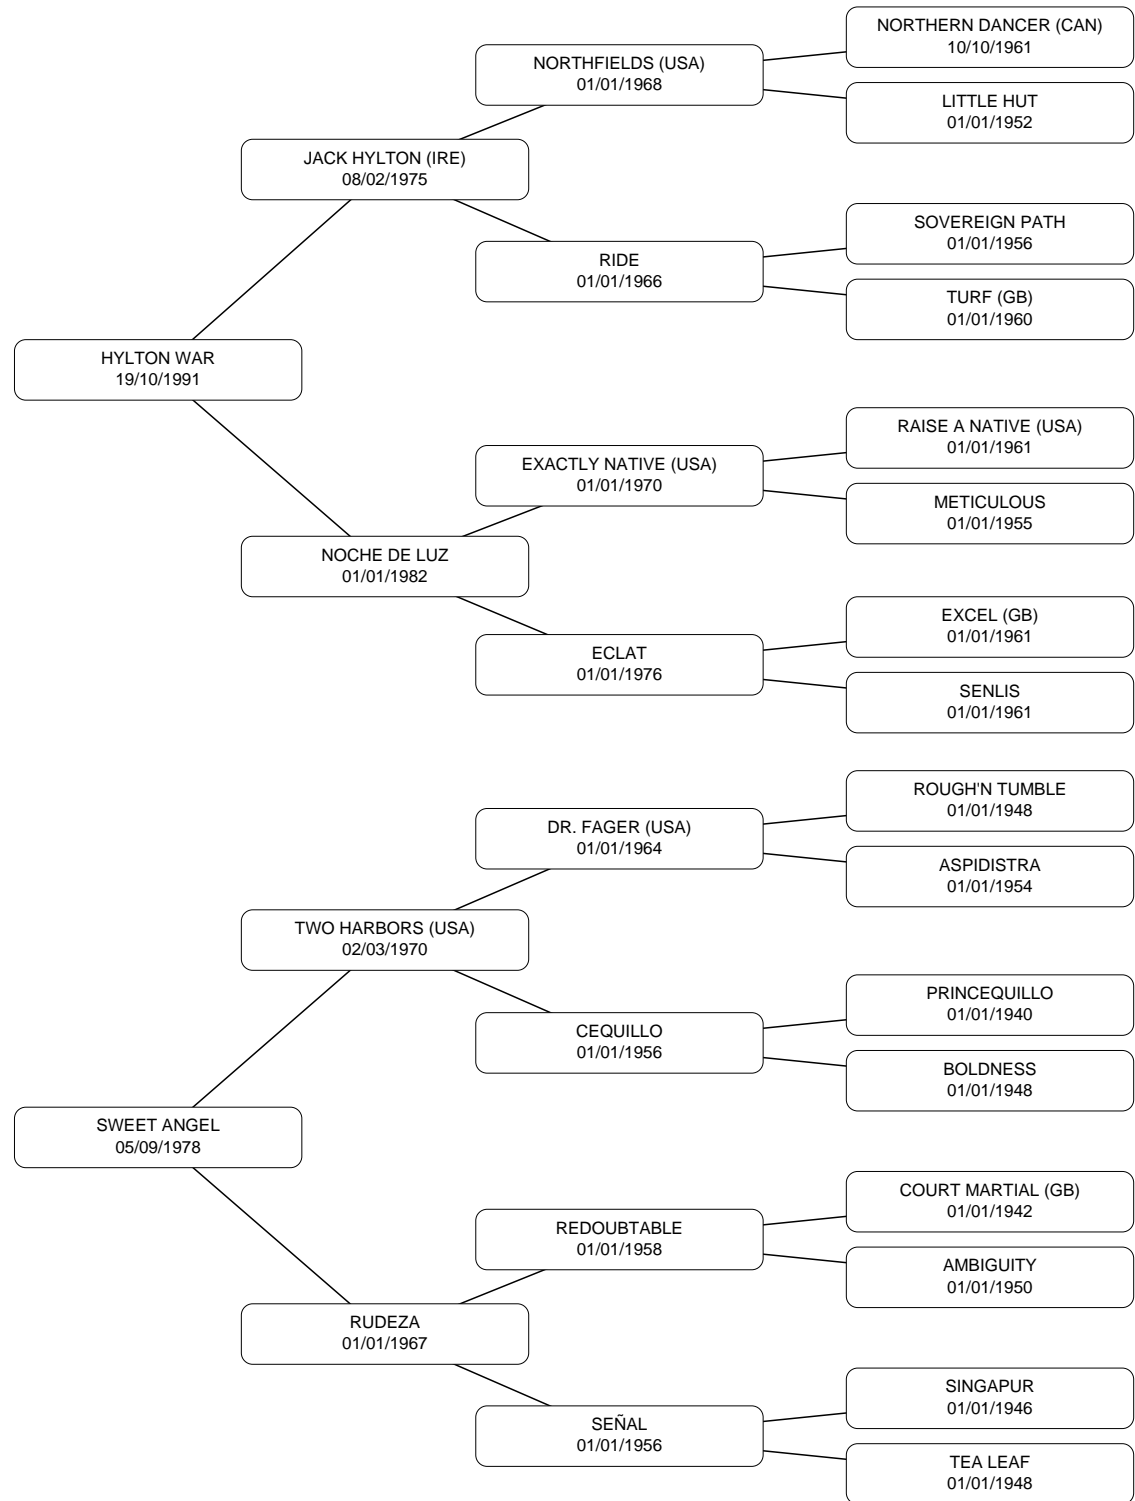 NORTHERN DANCER (CAN)
10/10/1961
NORTHFIELDS (USA)
01/01/1968
LITTLE HUT
01/01/1952
JACK HYLTON (IRE)
08/02/1975
SOVEREIGN PATH
01/01/1956
RIDE
01/01/1966
TURF (GB)
01/01/1960
HYLTON WAR
19/10/1991
RAISE A NATIVE (USA)
01/01/1961
EXACTLY NATIVE (USA)
01/01/1970
METICULOUS
01/01/1955
NOCHE DE LUZ
01/01/1982
EXCEL (GB)
01/01/1961
ECLAT
01/01/1976
SENLIS
01/01/1961
ROUGH'N TUMBLE
01/01/1948
DR. FAGER (USA)
01/01/1964
ASPIDISTRA
01/01/1954
TWO HARBORS (USA)
02/03/1970
PRINCEQUILLO
01/01/1940
CEQUILLO
01/01/1956
BOLDNESS
01/01/1948
SWEET ANGEL
05/09/1978
COURT MARTIAL (GB)
01/01/1942
REDOUBTABLE
01/01/1958
AMBIGUITY
01/01/1950
RUDEZA
01/01/1967
SINGAPUR
01/01/1946
SEÑAL
01/01/1956
TEA LEAF
01/01/1948